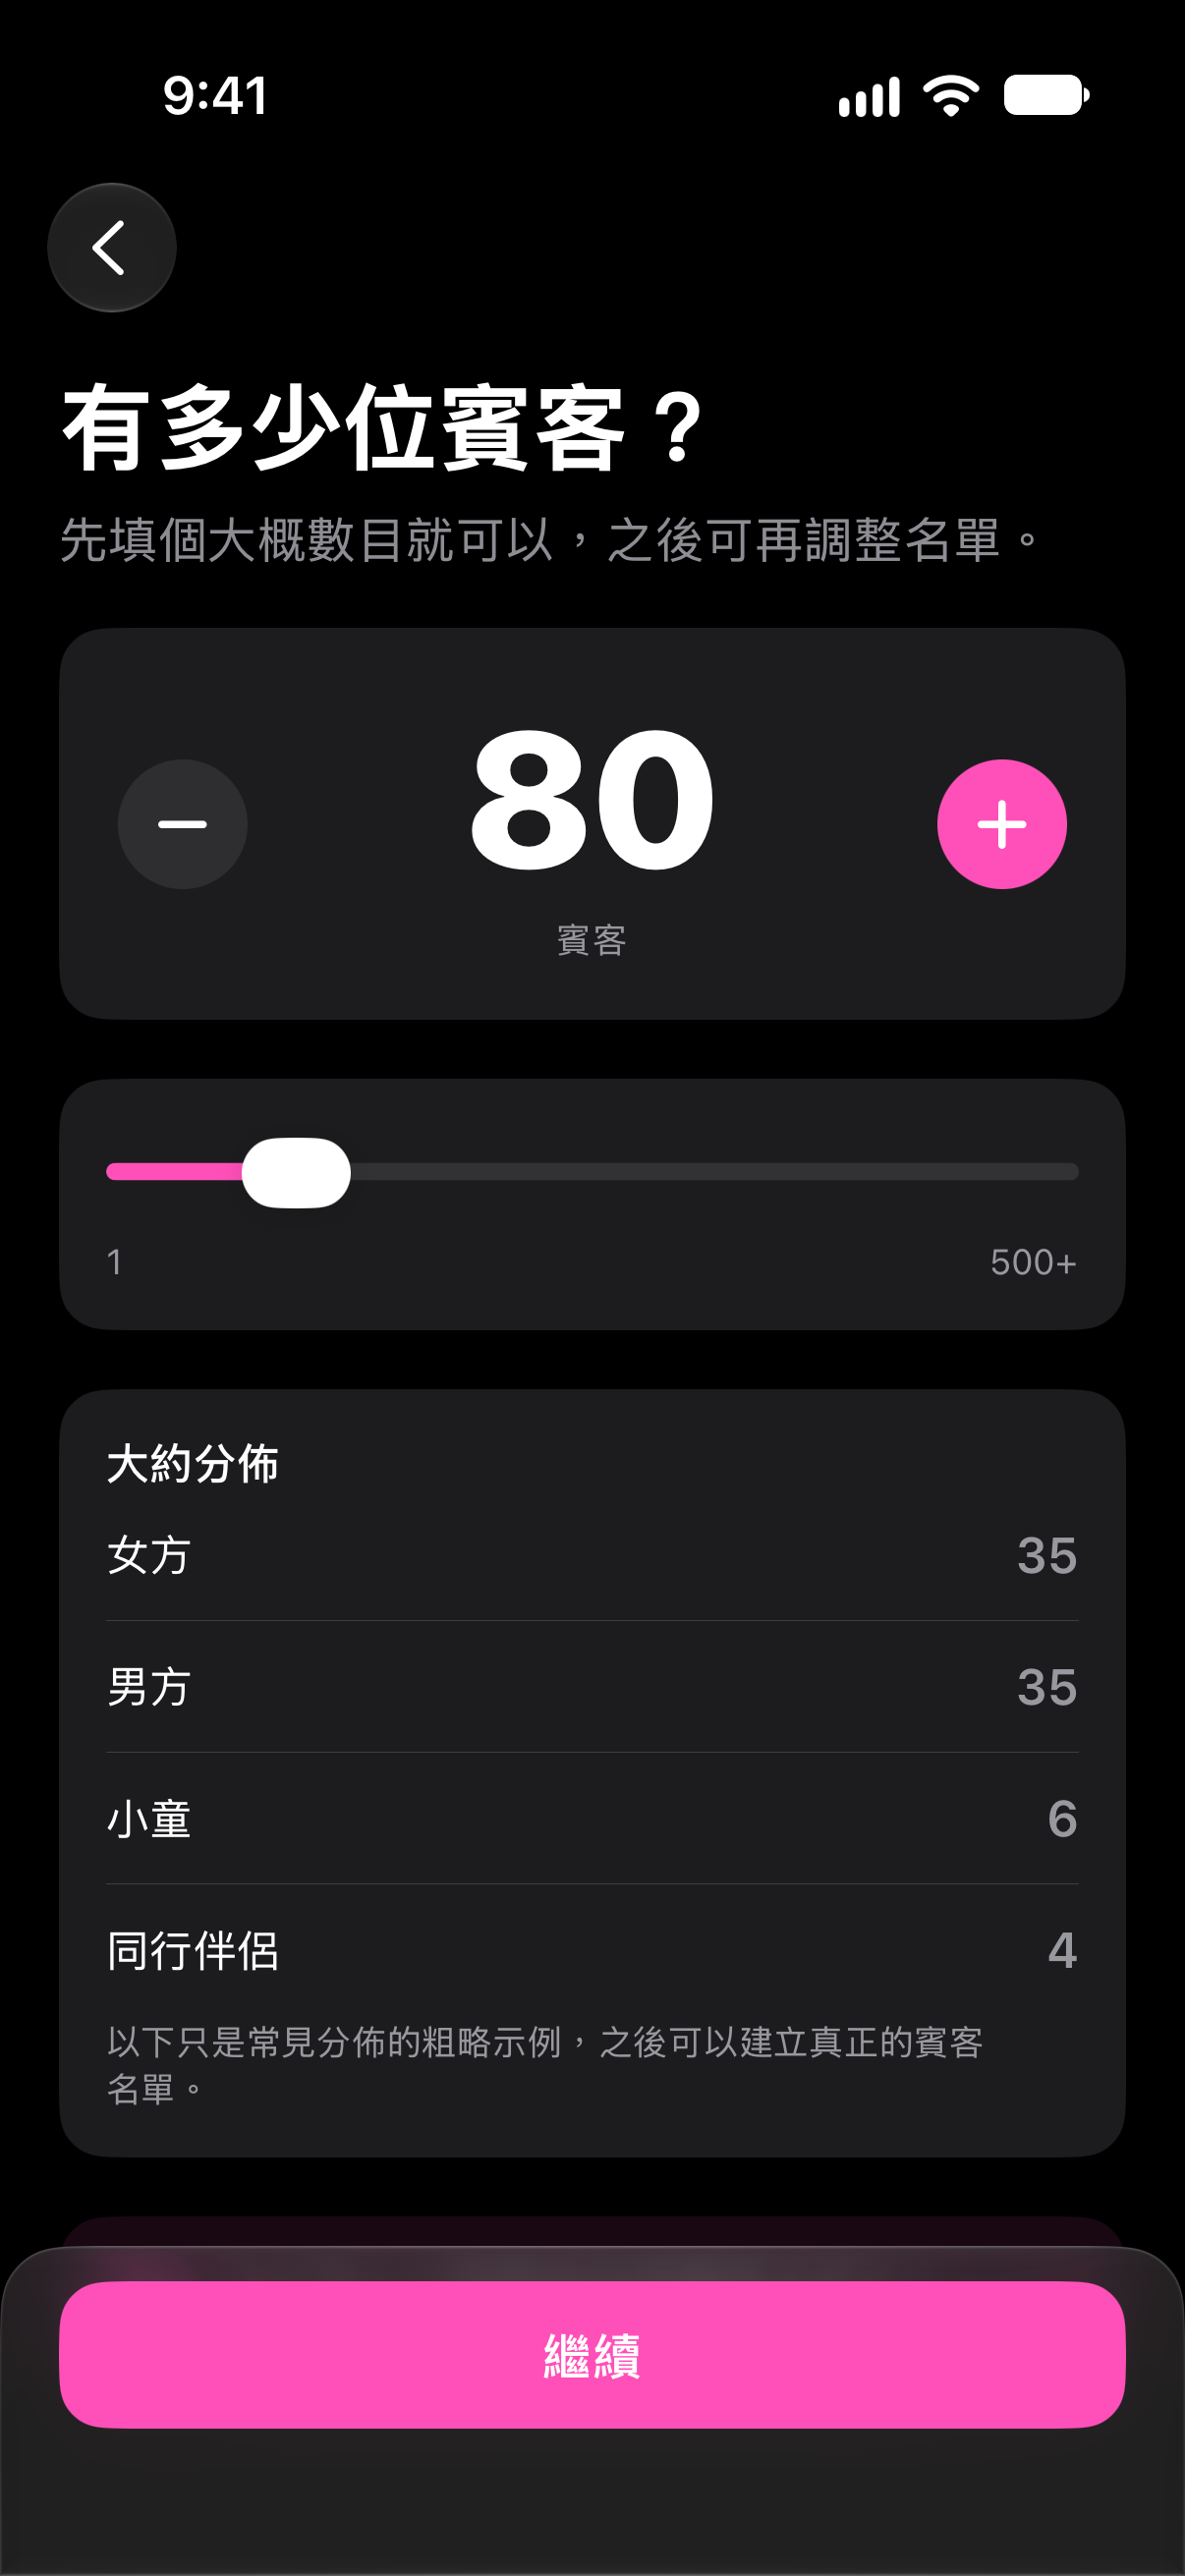 9:41
有多少位賓客？
先填個大概數目就可以，之後可再調整名單。
80
賓客
1
500+
大約分佈
女方
35
男方
35
小童
6
同行伴侶
4
以下只是常見分佈的粗略示例，之後可以建立真正的賓客
名單。
繼續